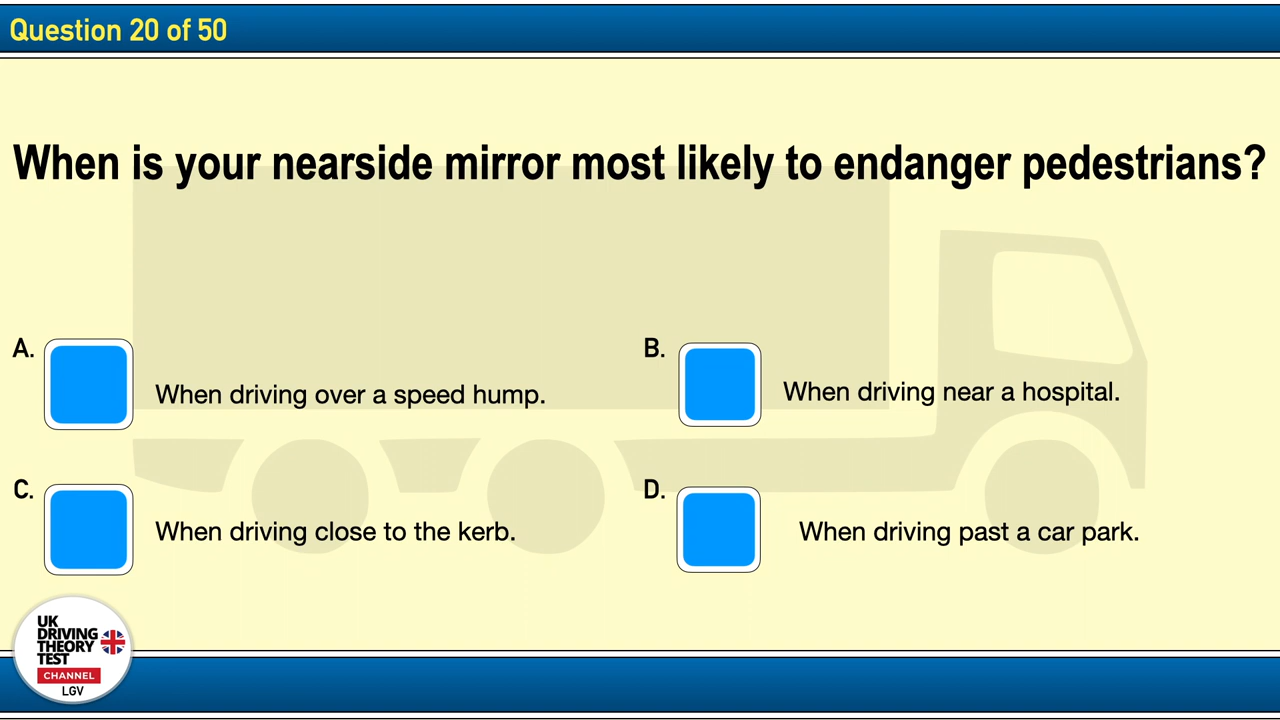 Question 20 of 50
When is your nearside mirror most likely to endanger pedestrians?
A.
When driving over a speed hump.
B.
When driving near a hospital.
C.
When driving close to the kerb.
D.
When driving past a car park.
UK
DRIVING
THEORY
TEST
CHANNEL
LGV